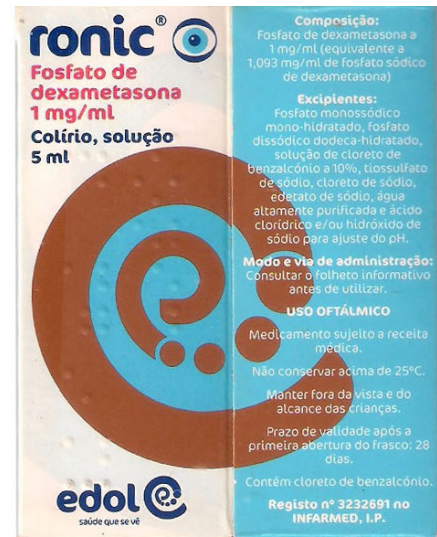 ronic®
Fosfato de
dexametasona
1 mg/ml
Colírio, solução
5 ml
edol
saúde que se vê
Composição:
Fosfato de dexametasona a
1 mg/ml (equivalente a
1,093 mg/ml de fosfato sódico
de dexametasona)
Excipientes:
Fosfato monossódico
mono-hidratado, fosfato
dissódico dodeca-hidratado,
solução de cloreto de
benzalcónio a 10%, tiossulfato
de sódio, cloreto de sódio,
edetato de sódio, água
altamente purificada e ácido
clorídrico e/ou hidróxido de
sódio para ajuste do pH.
Modo e via de administração:
Consultar o folheto informativo
antes de utilizar.
USO OFTÁLMICO
Medicamento sujeito a receita
médica.
Não conservar acima de 25ºC.
Manter fora da vista e do
alcance das crianças.
Prazo de validade após a
primeira abertura do frasco: 28
dias.
Contém cloreto de benzalcónio.
Registo nº 3232691 no
INFARMED, I.P.